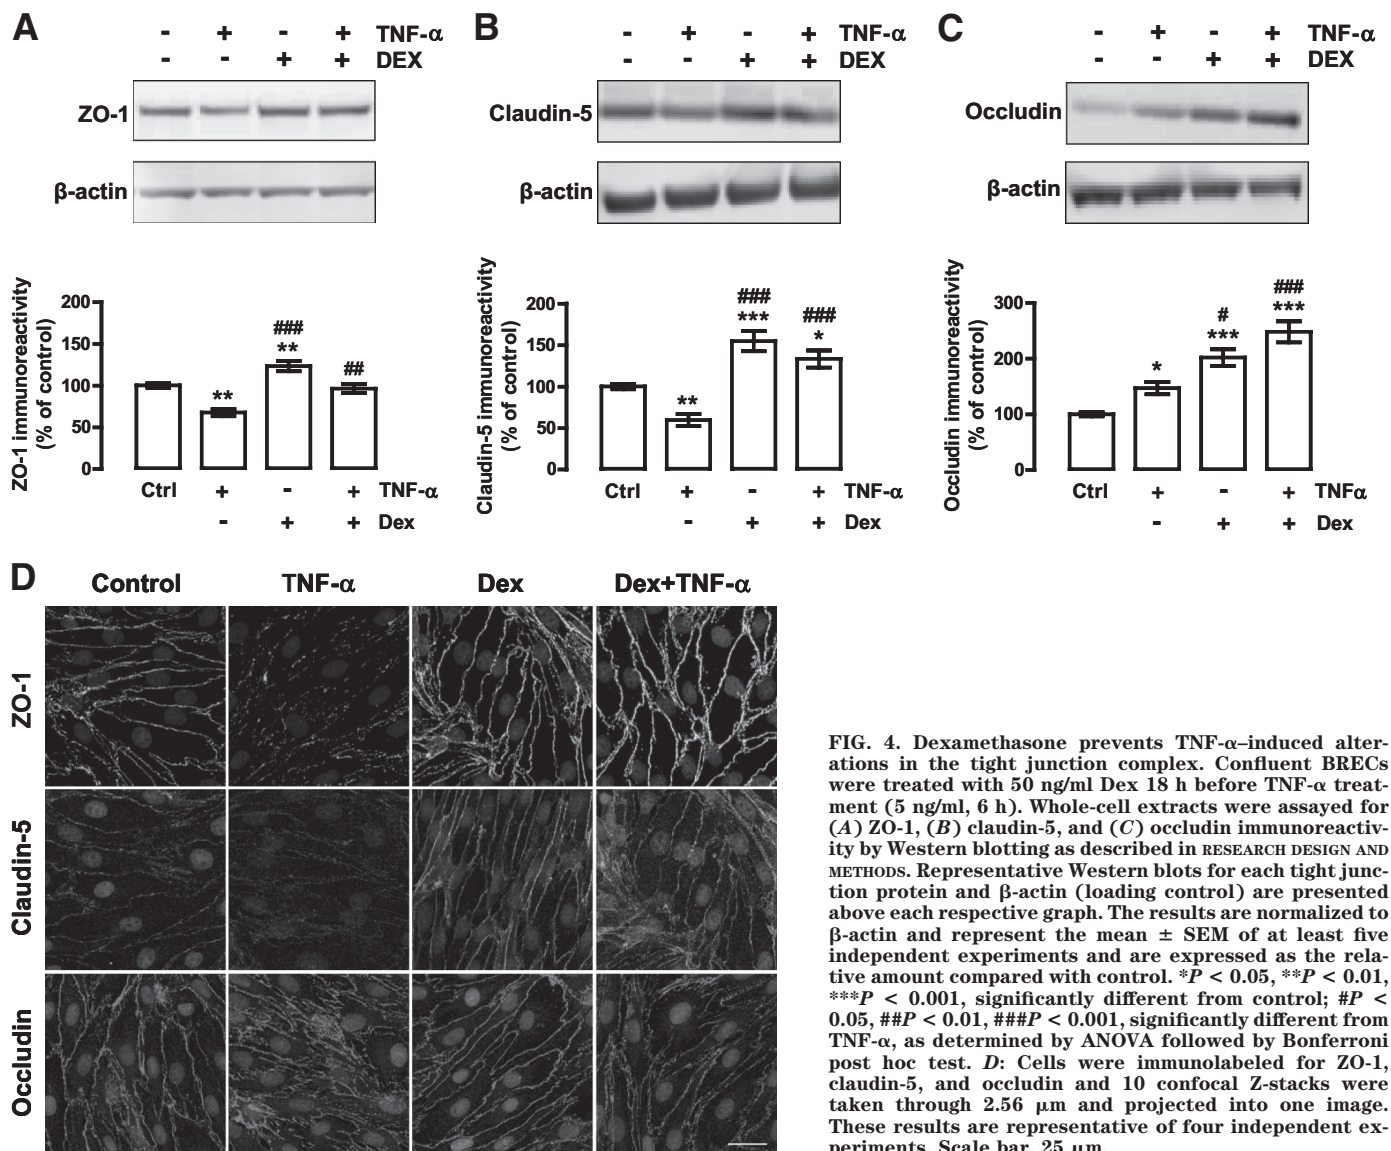 A
- + - + TNF-α
- - + + DEX
ZO-1
β-actin
ZO-1 immunoreactivity
(% of control)
200
150
100
50
0
**
###
**
##
Ctrl + - + TNF-α
- + + Dex
B
- + - + TNF-α
- - + + DEX
Claudin-5
β-actin
Claudin-5 immunoreactivity
(% of control)
200
150
100
50
0
**
###
***
###
*
Ctrl + - + TNF-α
- + + Dex
C
- + - + TNF-α
- - + + DEX
Occludin
β-actin
Occludin immunoreactivity
(% of control)
300
200
100
0
*
#
***
###
***
Ctrl + - + TNFα
- + + Dex
D
Control TNF-α Dex Dex+TNF-α
ZO-1
Claudin-5
Occludin
FIG. 4. Dexamethasone prevents TNF-α–induced alter-
ations in the tight junction complex. Confluent BRECs
were treated with 50 ng/ml Dex 18 h before TNF-α treat-
ment (5 ng/ml, 6 h). Whole-cell extracts were assayed for
(A) ZO-1, (B) claudin-5, and (C) occludin immunoreactiv-
ity by Western blotting as described in RESEARCH DESIGN AND
METHODS. Representative Western blots for each tight junc-
tion protein and β-actin (loading control) are presented
above each respective graph. The results are normalized to
β-actin and represent the mean ± SEM of at least five
independent experiments and are expressed as the rela-
tive amount compared with control. *P < 0.05, **P < 0.01,
***P < 0.001, significantly different from control; #P <
0.05, ##P < 0.01, ###P < 0.001, significantly different from
TNF-α, as determined by ANOVA followed by Bonferroni
post hoc test. D: Cells were immunolabeled for ZO-1,
claudin-5, and occludin and 10 confocal Z-stacks were
taken through 2.56 μm and projected into one image.
These results are representative of four independent ex-
periments. Scale bar, 25 μm.